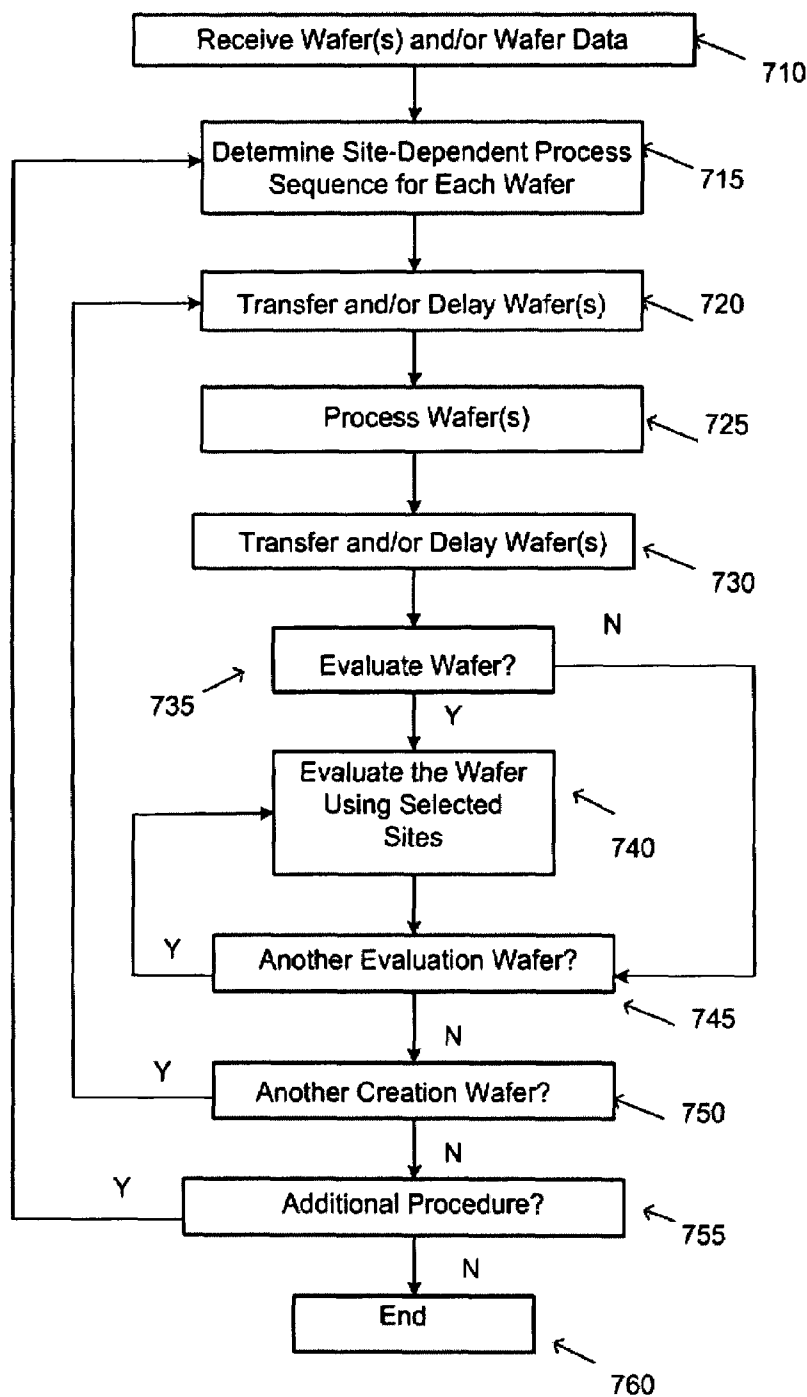 Receive Wafer(s) and/or Wafer Data
710
Determine Site-Dependent Process
Sequence for Each Wafer
715
Transfer and/or Delay Wafer(s)
720
Process Wafer(s)
725
Transfer and/or Delay Wafer(s)
730
N
Evaluate Wafer?
735
Y
Evaluate the Wafer
Using Selected
Sites
740
Y
Another Evaluation Wafer?
745
N
Y
Another Creation Wafer?
750
N
Y
Additional Procedure?
755
N
End
760